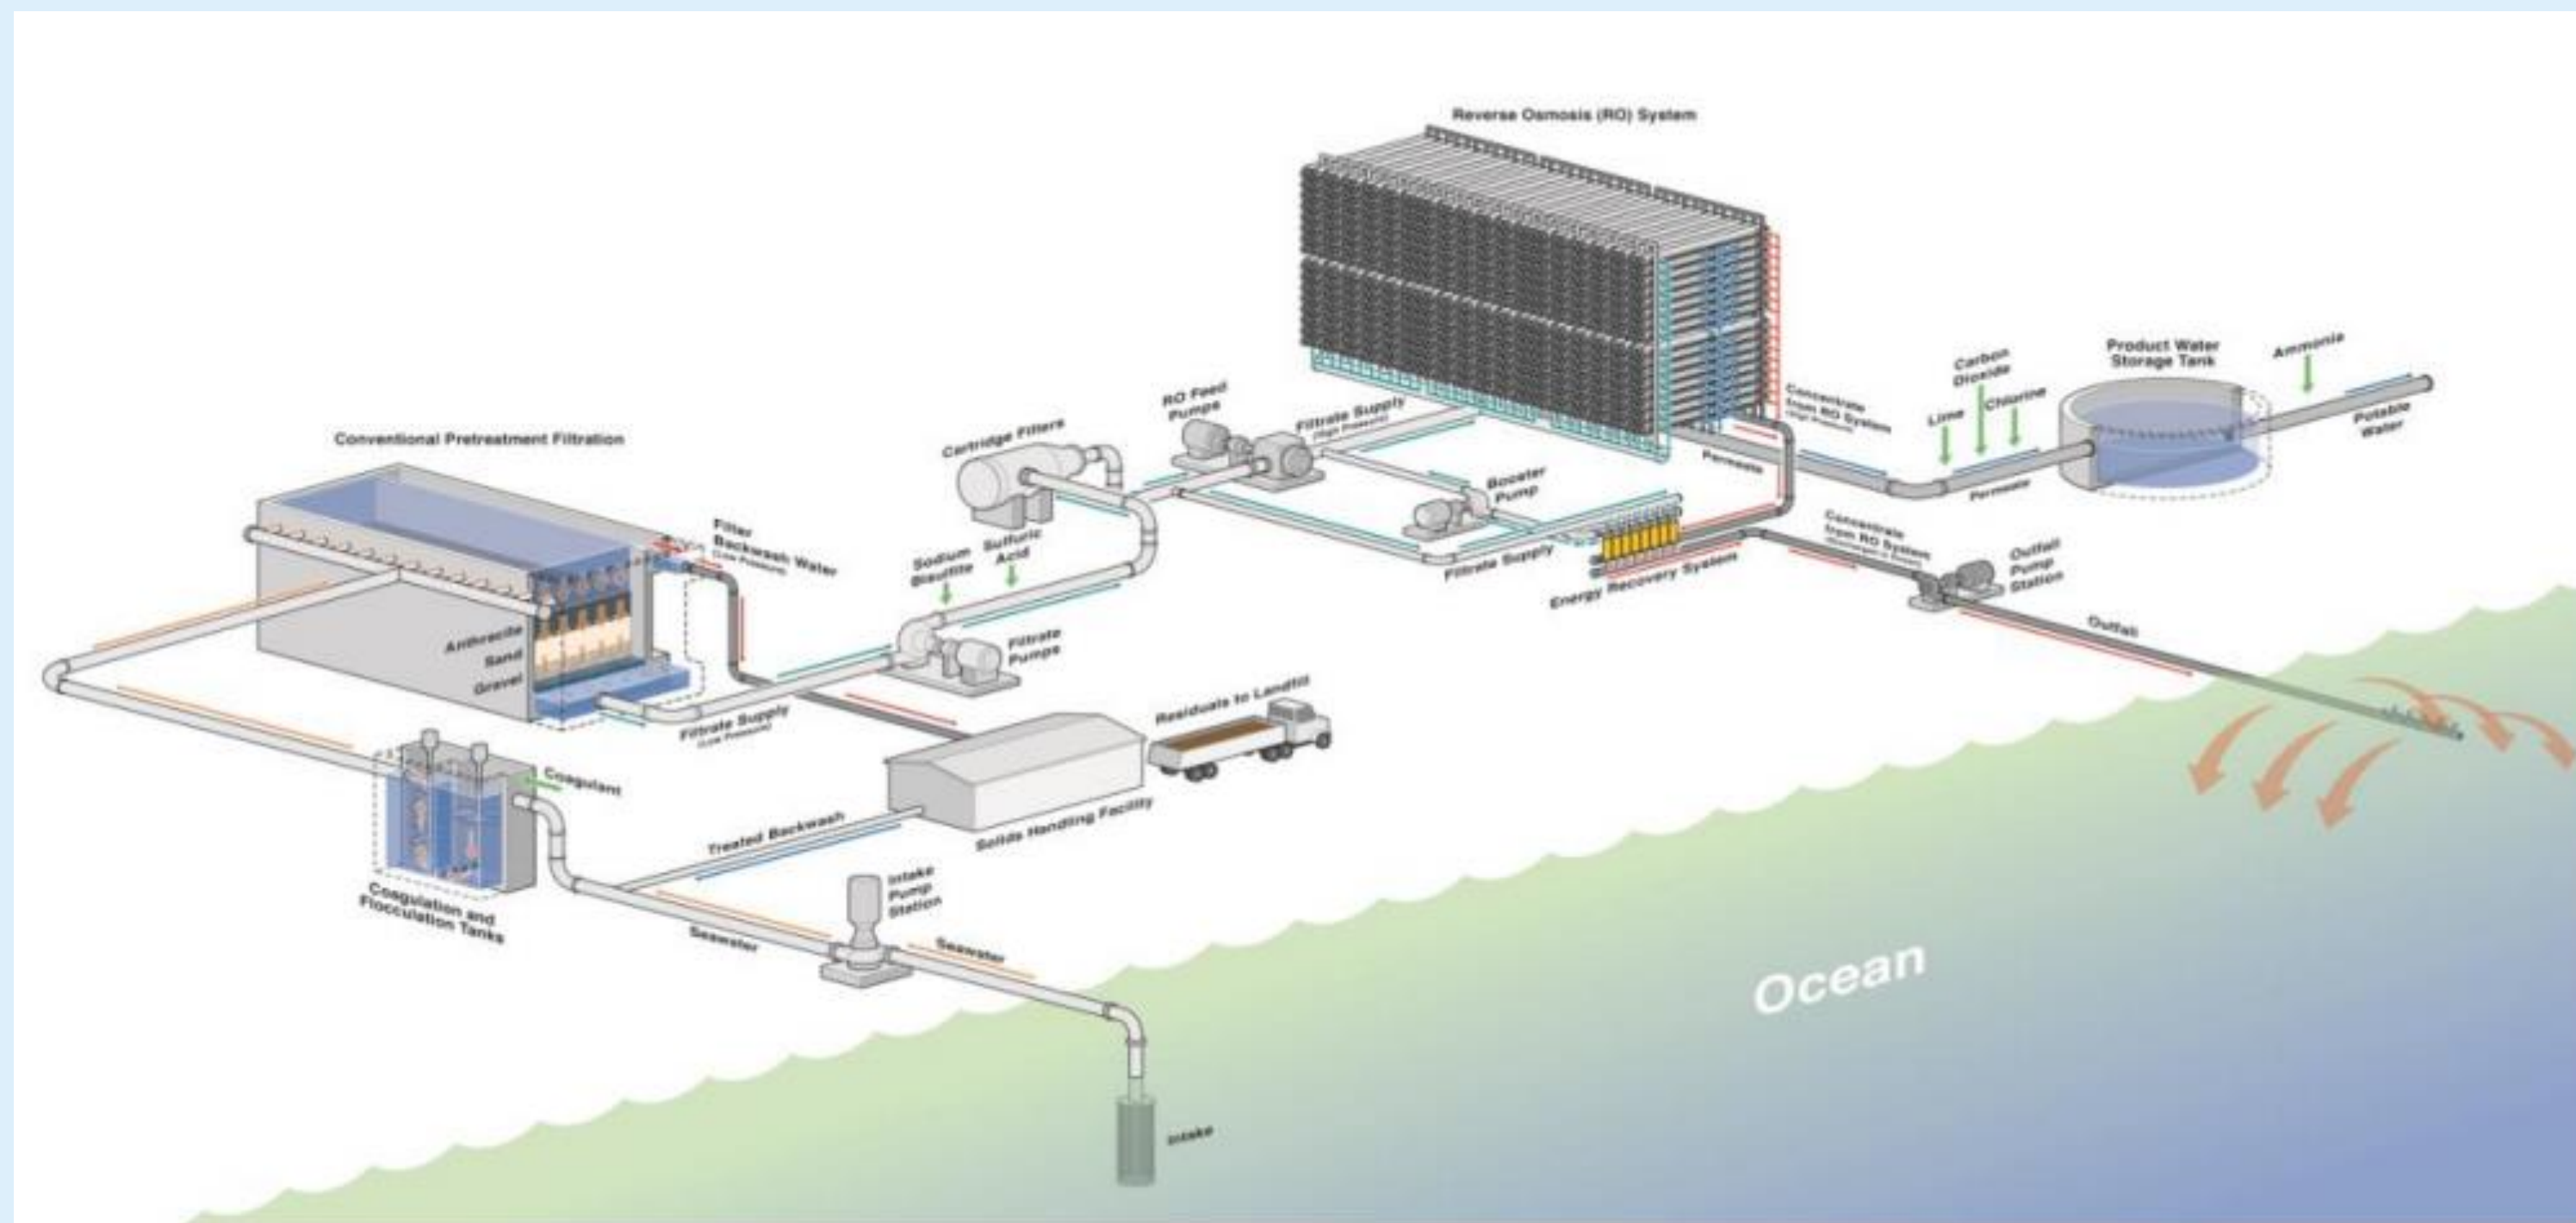 Reverse Osmosis (RO) System
Conventional Pretreatment Filtration
Filter
Backwash Water
(Low Pressure)
Anthracite
Sand
Gravel
Filtrate Supply
(Low Pressure)
Coagulant
Coagulation and
Flocculation Tanks
Treated Backwash
Solids Handling Facility
Residuals to Landfill
Seawater
Intake
Pump
Station
Seawater
Intake
Sodium
Bisulfite
Sulfuric
Acid
Filtrate
Pumps
Cartridge Filters
RO Feed
Pumps
Filtrate Supply
(High Pressure)
Booster
Pump
Filtrate Supply
Energy Recovery System
Concentrate
from RO System
(High Pressure)
Permeate
Concentrate
from RO System
Outfall
Pump
Station
Outfall
Lime
Carbon
Dioxide
Chlorine
Permeate
Product Water
Storage Tank
Ammonia
Potable
Water
Ocean